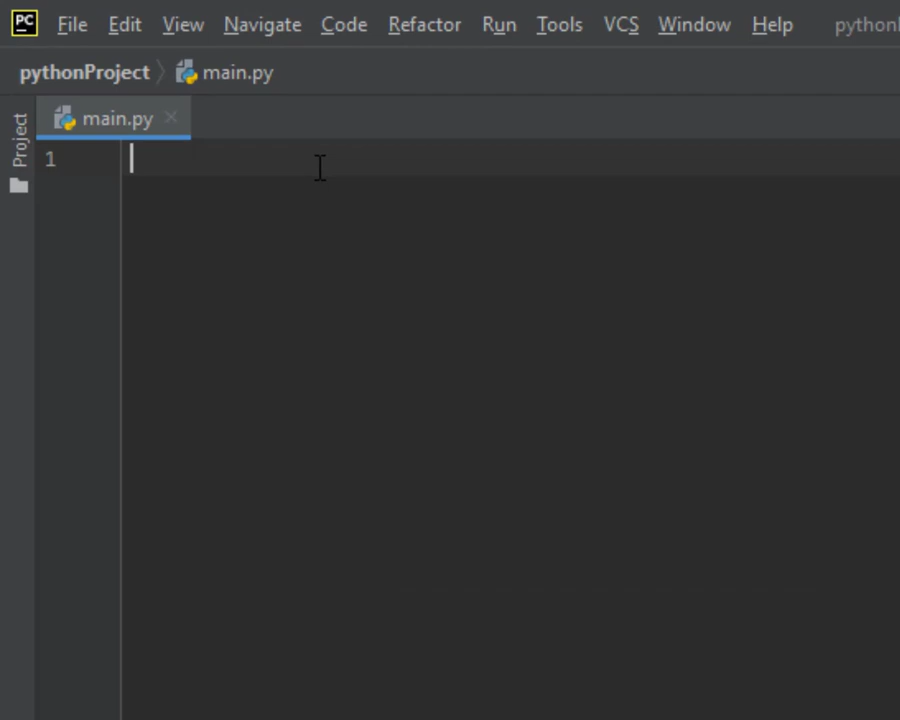 PC File Edit View Navigate Code Refactor Run Tools VCS Window Help python
pythonProject main.py
main.py
Project
1